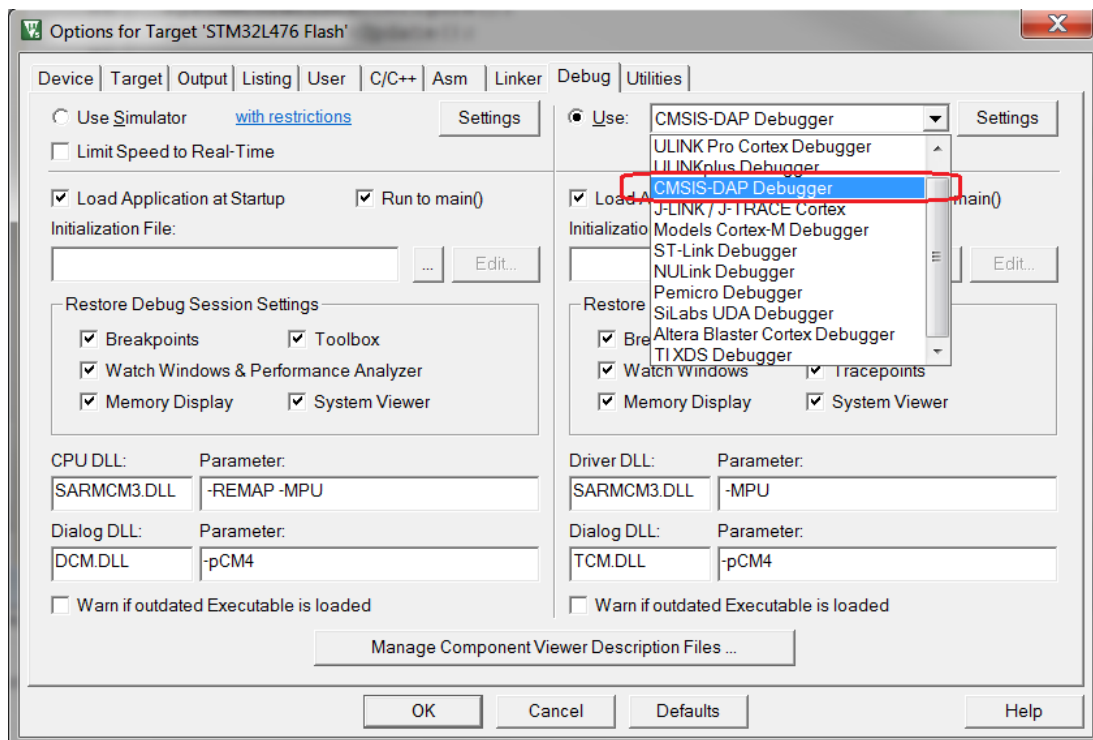 Options for Target 'STM32L476 Flash'
Device Target Output Listing User C/C++ Asm Linker Debug Utilities
Use Simulator with restrictions Settings
Limit Speed to Real-Time
Use: CMSIS-DAP Debugger Settings
ULINK Pro Cortex Debugger
ULINKplus Debugger
CMSIS-DAP Debugger
J-LINK / J-TRACE Cortex
Models Cortex-M Debugger
ST-Link Debugger
NULink Debugger
Pemicro Debugger
SiLabs UDA Debugger
Altera Blaster Cortex Debugger
TI XDS Debugger
Load Application at Startup Run to main()
Initialization File:
... Edit...
Restore Debug Session Settings
Breakpoints Toolbox
Watch Windows & Performance Analyzer
Memory Display System Viewer
Load A main()
Initializatio
Edit...
Restore
Bre
Watch Windows Tracepoints
Memory Display System Viewer
CPU DLL: Parameter:
SARMCM3.DLL -REMAP -MPU
Dialog DLL: Parameter:
DCM.DLL -pCM4
Warn if outdated Executable is loaded
Driver DLL: Parameter:
SARMCM3.DLL -MPU
Dialog DLL: Parameter:
TCM.DLL -pCM4
Warn if outdated Executable is loaded
Manage Component Viewer Description Files ...
OK Cancel Defaults Help